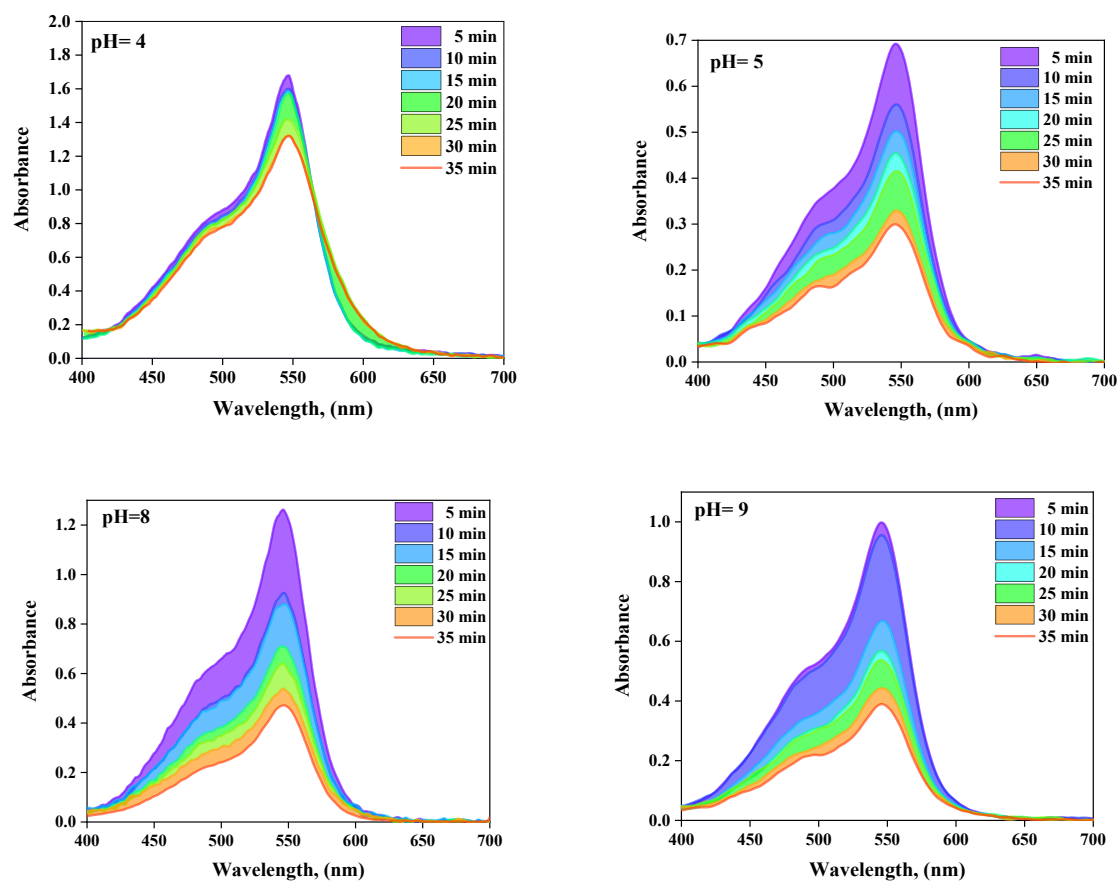 pH= 4
5 min
10 min
15 min
20 min
25 min
30 min
35 min
2.0
1.8
1.6
1.4
1.2
1.0
0.8
0.6
0.4
0.2
0.0
Absorbance
400 450 500 550 600 650 700
Wavelength, (nm)
pH= 5
5 min
10 min
15 min
20 min
25 min
30 min
35 min
0.7
0.6
0.5
0.4
0.3
0.2
0.1
0.0
Absorbance
400 450 500 550 600 650 700
Wavelength, (nm)
pH=8
5 min
10 min
15 min
20 min
25 min
30 min
35 min
1.2
1.0
0.8
0.6
0.4
0.2
0.0
Absorbance
400 450 500 550 600 650 700
Wavelength, (nm)
pH= 9
5 min
10 min
15 min
20 min
25 min
30 min
35 min
1.0
0.8
0.6
0.4
0.2
0.0
Absorbance
400 450 500 550 600 650 700
Wavelength, (nm)